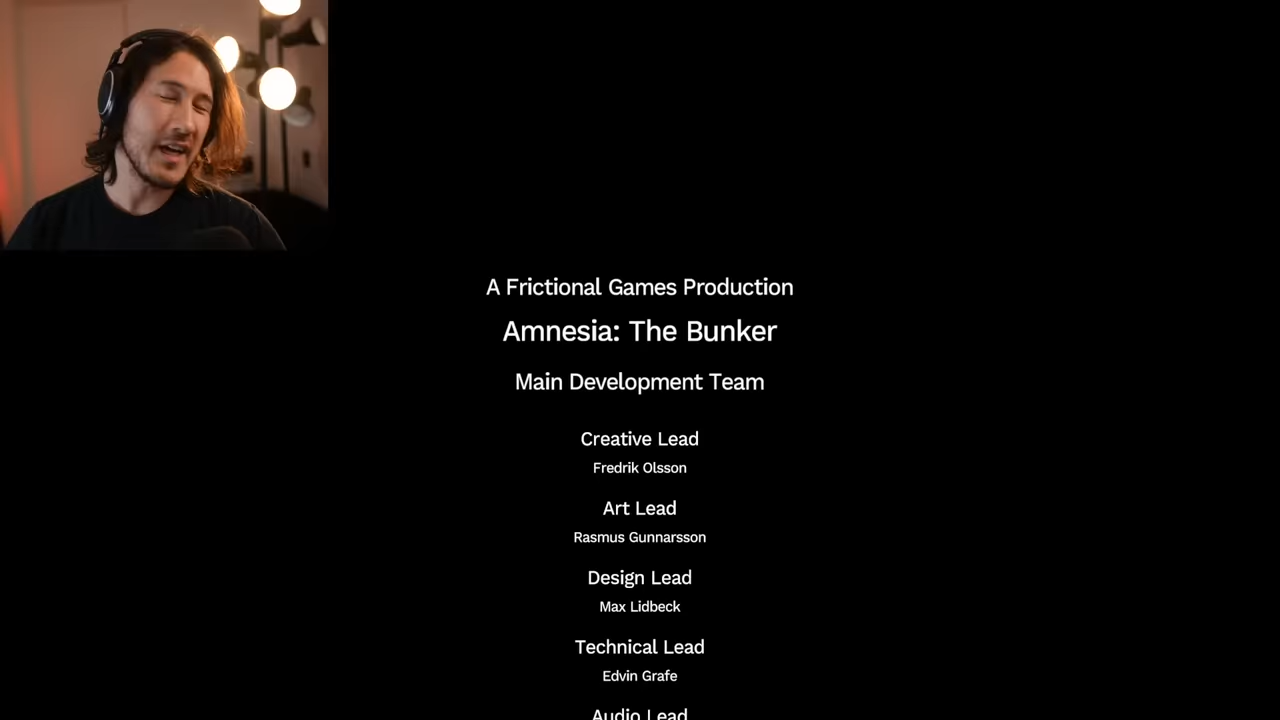 A Frictional Games Production
Amnesia: The Bunker
Main Development Team
Creative Lead
Fredrik Olsson
Art Lead
Rasmus Gunnarsson
Design Lead
Max Lidbeck
Technical Lead
Edvin Grafe
Audio Lead